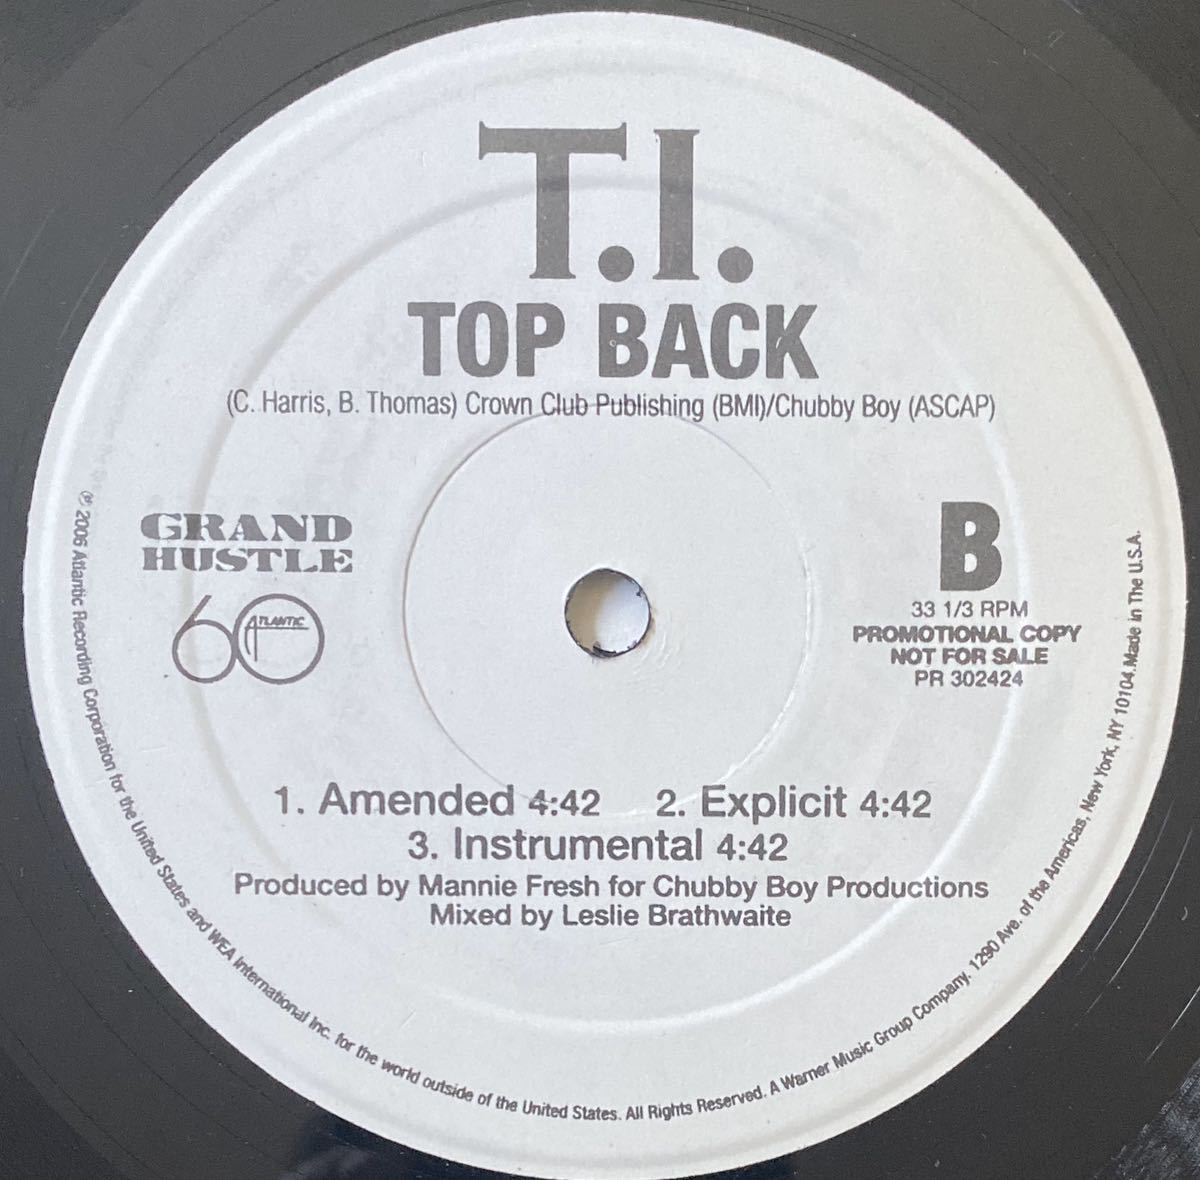 T.I.
TOP BACK
(C. Harris, B. Thomas) Crown Club Publishing (BMI)/Chubby Boy (ASCAP)
GRAND
HUSTLE
60 ATLANTIC
B
33 1/3 RPM
PROMOTIONAL COPY
NOT FOR SALE
PR 302424
1. Amended 4:42 2. Explicit 4:42
3. Instrumental 4:42
Produced by Mannie Fresh for Chubby Boy Productions
Mixed by Leslie Brathwaite
℗ 2006 Atlantic Recording Corporation for the United States and WEA International Inc. for the world outside of the United States. All Rights Reserved. A Warner Music Group Company. 1290 Ave. of the Americas, New York, NY 10104. Made in The U.S.A.